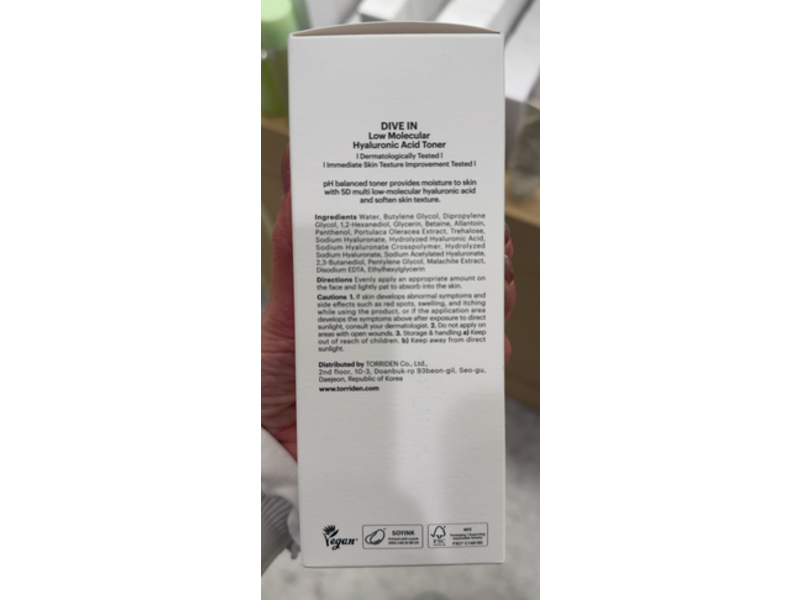 DIVE IN
Low Molecular
Hyaluronic Acid Toner
| Dermatologically Tested |
| Immediate Skin Texture Improvement Tested |
pH balanced toner provides moisture to skin
with 5D multi low-molecular hyaluronic acid
and soften skin texture.
Ingredients Water, Butylene Glycol, Dipropylene
Glycol, 1,2-Hexanediol, Glycerin, Betaine, Allantoin,
Panthenol, Portulaca Oleracea Extract, Trehalose,
Sodium Hyaluronate, Hydrolyzed Hyaluronic Acid,
Sodium Hyaluronate Crosspolymer, Hydrolyzed
Sodium Hyaluronate, Sodium Acetylated Hyaluronate,
2,3-Butanediol, Pentylene Glycol, Malachite Extract,
Disodium EDTA, Ethylhexylglycerin
Directions Evenly apply an appropriate amount on
the face and lightly pat to absorb into the skin.
Cautions 1. If skin develops abnormal symptoms and
side effects such as red spots, swelling, and itching
while using the product, or if the application area
develops the symptoms above after exposure to direct
sunlight, consult your dermatologist. 2. Do not apply on
areas with open wounds. 3. Storage & handling a) Keep
out of reach of children. b) Keep away from direct
sunlight.
Distributed by TORRIDEN Co., Ltd.,
2nd floor, 10-3, Doanbuk-ro 93beon-gil, Seo-gu,
Daejeon, Republic of Korea
www.torriden.com
Vegan
SOYINK
FSC
MIX